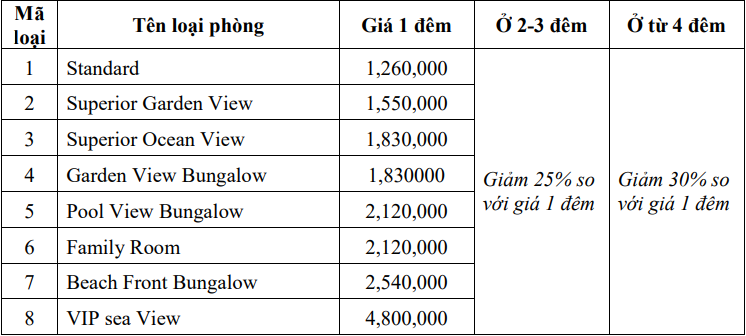 Mã loại Tên loại phòng Giá 1 đêm Ở 2-3 đêm Ở từ 4 đêm
1 Standard 1,260,000
2 Superior Garden View 1,550,000
3 Superior Ocean View 1,830,000
4 Garden View Bungalow 1,830000
5 Pool View Bungalow 2,120,000
6 Family Room 2,120,000
7 Beach Front Bungalow 2,540,000
8 VIP sea View 4,800,000
Giảm 25% so
với giá 1 đêm
Giảm 30% so
với giá 1 đêm